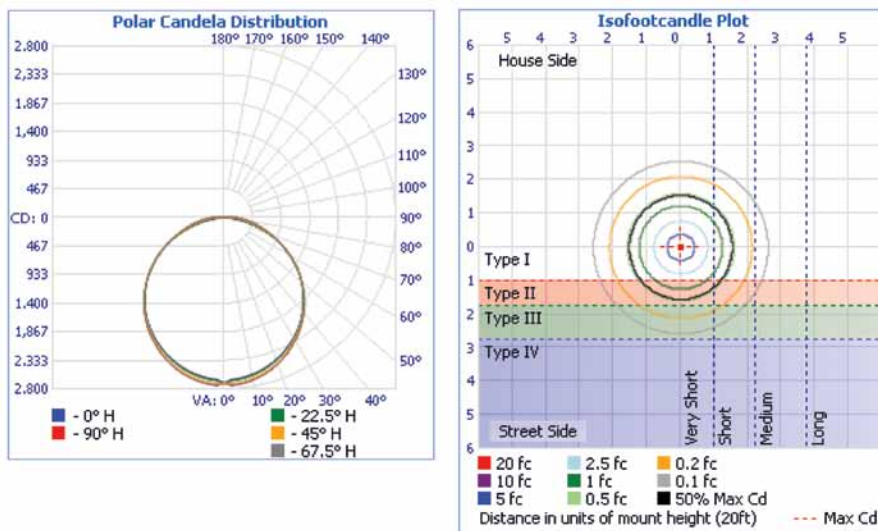 Polar Candela Distribution
2,800
2,333
1,867
1,400
933
467
CD: 0
467
933
1,400
1,867
2,333
2,800
180° 170° 160° 150° 140°
130°
120°
110°
100°
90°
80°
70°
60°
50°
VA: 0° 10° 20° 30° 40°
- 0° H
- 90° H
- 22.5° H
- 45° H
- 67.5° H
Isofootcandle Plot
5 4 3 2 1 0 1 2 3 4 5
6
5
4
3
2
1
0
1
2
3
4
5
6
House Side
Type I
Type II
Type III
Type IV
Street Side
Very Short
Short
Medium
Long
20 fc
10 fc
5 fc
2.5 fc
1 fc
0.5 fc
0.2 fc
0.1 fc
50% Max Cd
Distance in units of mount height (20ft)
Max Cd